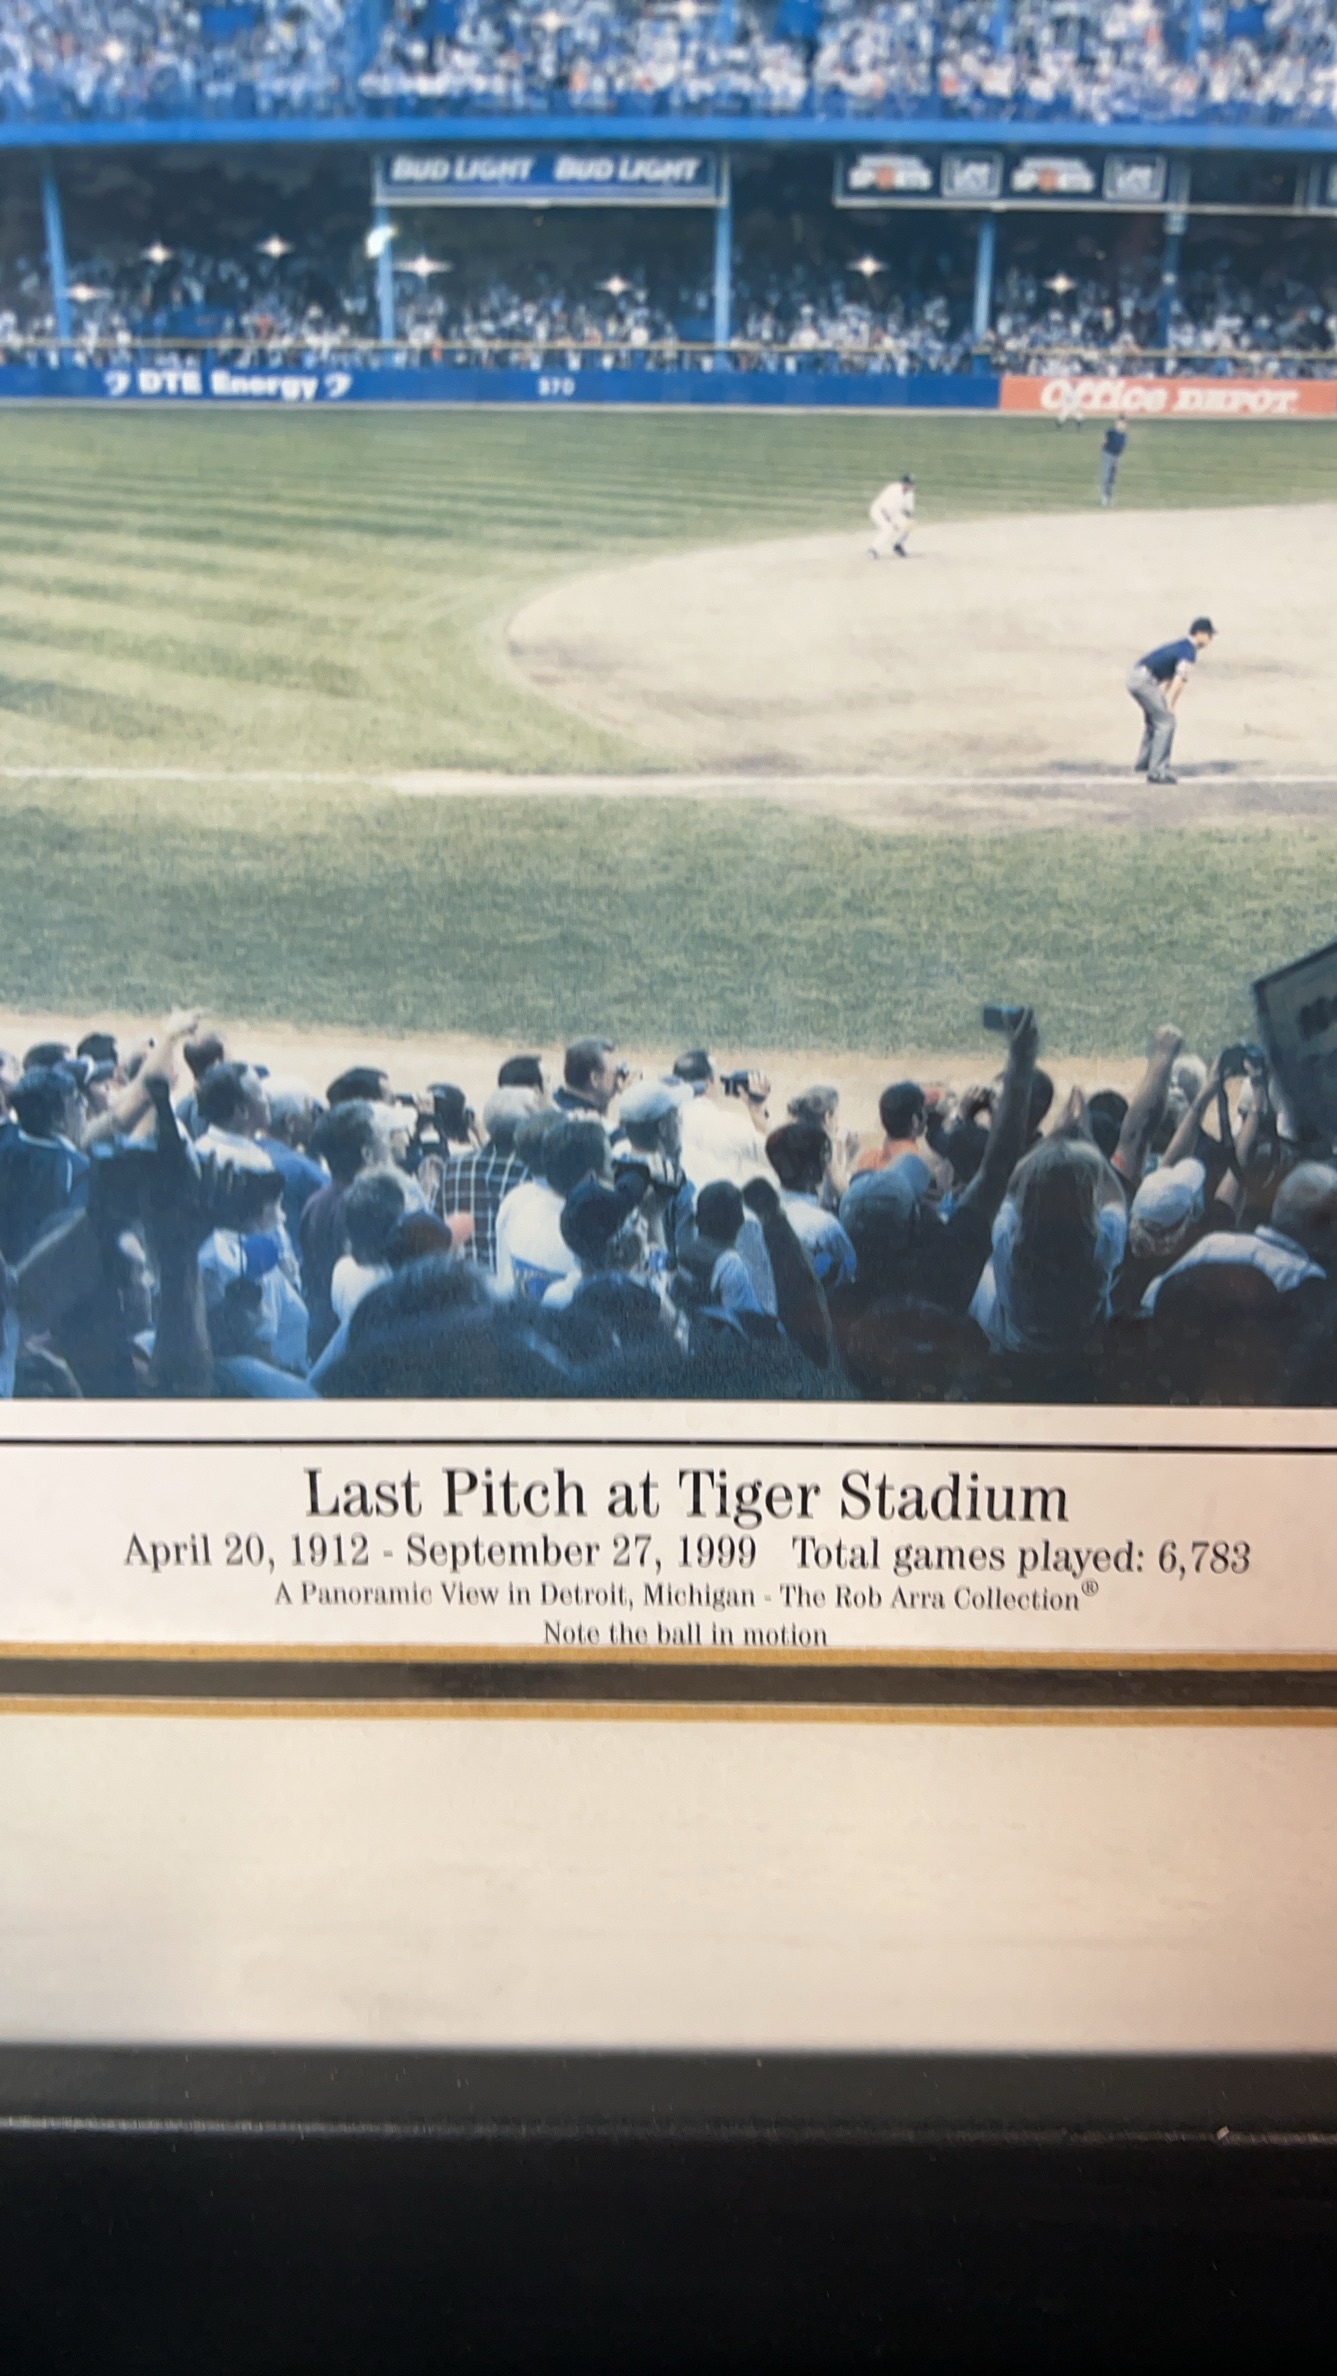 BUD LIGHT BUD LIGHT
DTE Energy 370 Office DEPOT
Last Pitch at Tiger Stadium
April 20, 1912 - September 27, 1999 Total games played: 6,783
A Panoramic View in Detroit, Michigan - The Rob Arra Collection®
Note the ball in motion